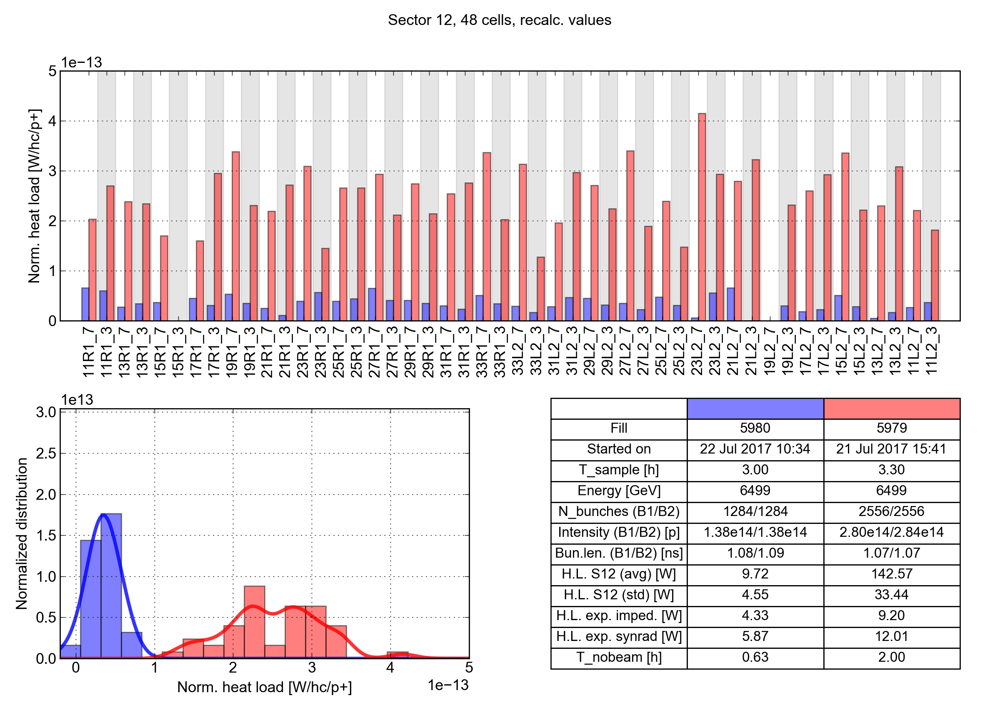 Sector 12, 48 cells, recalc. values
1e−13
5
4
3
2
1
0
Norm. heat load [W/hc/p+]
11R1_7
11R1_3
13R1_7
13R1_3
15R1_7
15R1_3
17R1_7
17R1_3
19R1_7
19R1_3
21R1_7
21R1_3
23R1_7
23R1_3
25R1_7
25R1_3
27R1_7
27R1_3
29R1_7
29R1_3
31R1_7
31R1_3
33R1_7
33R1_3
33L2_7
33L2_3
31L2_7
31L2_3
29L2_7
29L2_3
27L2_7
27L2_3
25L2_7
25L2_3
23L2_7
23L2_3
21L2_7
21L2_3
19L2_7
19L2_3
17L2_7
17L2_3
15L2_7
15L2_3
13L2_7
13L2_3
11L2_7
11L2_3
1e13
3.0
2.5
2.0
1.5
1.0
0.5
0.0
Normalized distribution
0 1 2 3 4 5
Norm. heat load [W/hc/p+]
1e−13
Fill 5980 5979
Started on 22 Jul 2017 10:34 21 Jul 2017 15:41
T_sample [h] 3.00 3.30
Energy [GeV] 6499 6499
N_bunches (B1/B2) 1284/1284 2556/2556
Intensity (B1/B2) [p] 1.38e14/1.38e14 2.80e14/2.84e14
Bun.len. (B1/B2) [ns] 1.08/1.09 1.07/1.07
H.L. S12 (avg) [W] 9.72 142.57
H.L. S12 (std) [W] 4.55 33.44
H.L. exp. imped. [W] 4.33 9.20
H.L. exp. synrad [W] 5.87 12.01
T_nobeam [h] 0.63 2.00